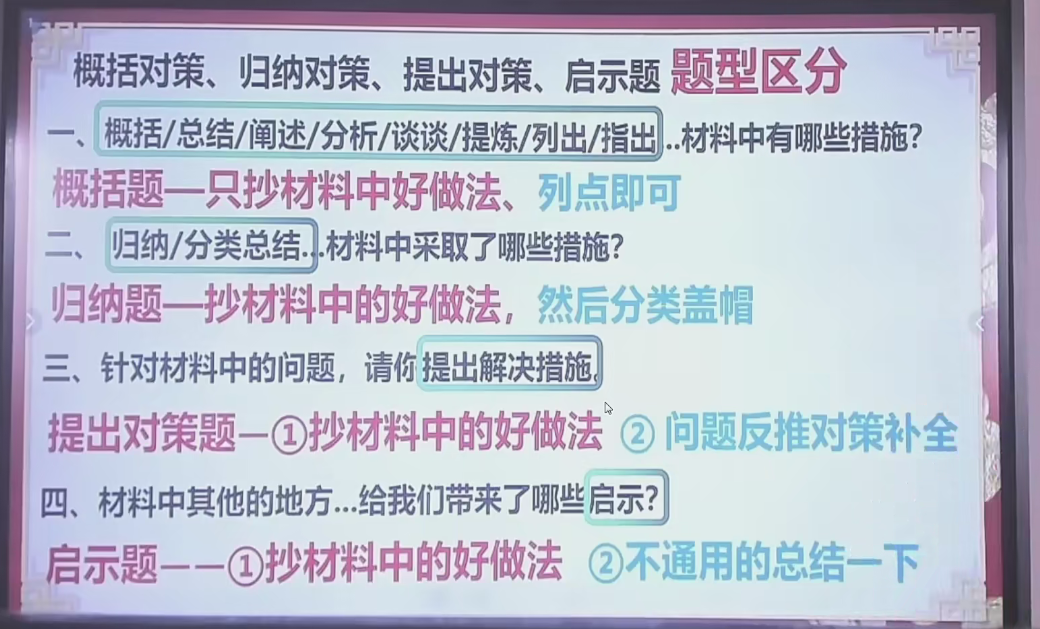 概括对策、归纳对策、提出对策、启示题 题型区分
一、概括/总结/阐述/分析/谈谈/提炼/列出/指出...材料中有哪些措施？
概括题—只抄材料中好做法、列点即可
二、归纳/分类总结...材料中采取了哪些措施？
归纳题—抄材料中的好做法，然后分类盖帽
三、针对材料中的问题，请你提出解决措施。
提出对策题—①抄材料中的好做法 ② 问题反推对策补全
四、材料中其他的地方...给我们带来了哪些启示？
启示题——①抄材料中的好做法 ②不通用的总结一下